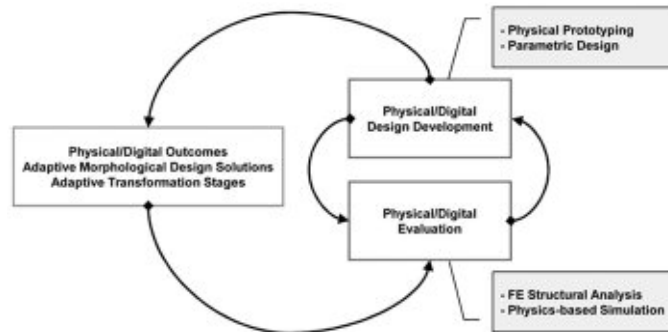 - Physical Prototyping
- Parametric Design
Physical/Digital
Design Development
Physical/Digital Outcomes
Adaptive Morphological Design Solutions
Adaptive Transformation Stages
Physical/Digital
Evaluation
- FE Structural Analysis
- Physics-based Simulation